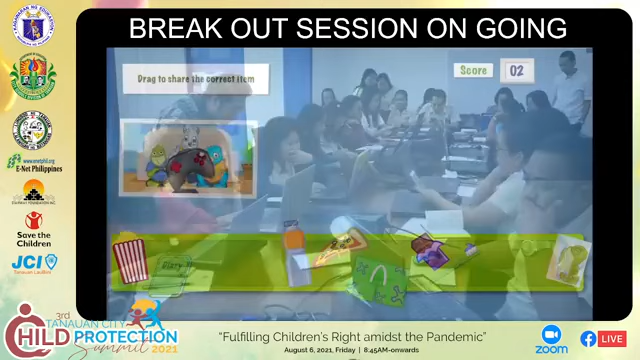 BREAK OUT SESSION ON GOING
Drag to share the correct item
Score 02
www.enetphil.org
E-Net Philippines
Save the
Children
JCI
3rd
TANAUAN CITY
CHILD PROTECTION
Summit 2021
"Fulfilling Children's Right amidst the Pandemic"
August 6, 2021, Friday | 8:45AM-onwards
zoom
LIVE